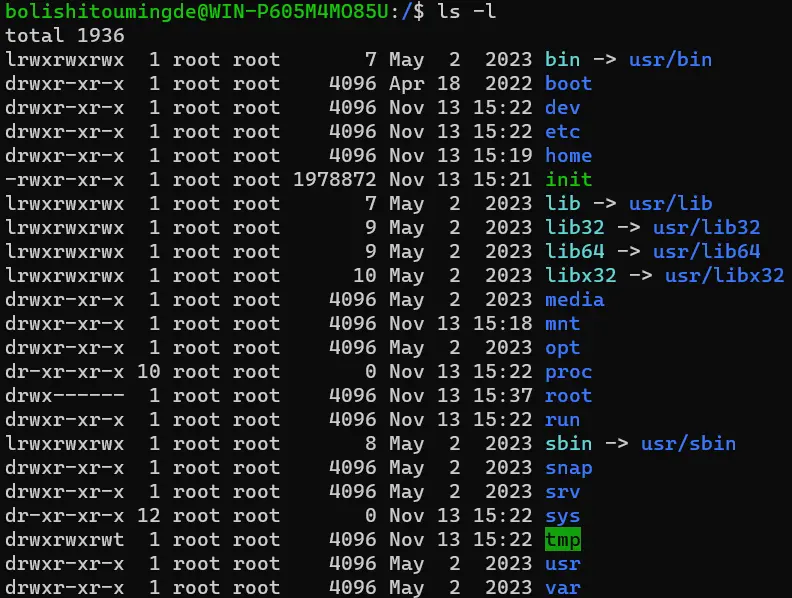 bolishitoumingde@WIN-P605M4MO85U:/$ ls -l
total 1936
lrwxrwxrwx  1 root root       7 May  2  2023 bin -> usr/bin
drwxr-xr-x  1 root root    4096 Apr 18  2022 boot
drwxr-xr-x  1 root root    4096 Nov 13 15:22 dev
drwxr-xr-x  1 root root    4096 Nov 13 15:22 etc
drwxr-xr-x  1 root root    4096 Nov 13 15:19 home
-rwxr-xr-x  1 root root 1978872 Nov 13 15:21 init
lrwxrwxrwx  1 root root       7 May  2  2023 lib -> usr/lib
lrwxrwxrwx  1 root root       9 May  2  2023 lib32 -> usr/lib32
lrwxrwxrwx  1 root root       9 May  2  2023 lib64 -> usr/lib64
lrwxrwxrwx  1 root root      10 May  2  2023 libx32 -> usr/libx32
drwxr-xr-x  1 root root    4096 May  2  2023 media
drwxr-xr-x  1 root root    4096 Nov 13 15:18 mnt
drwxr-xr-x  1 root root    4096 May  2  2023 opt
dr-xr-xr-x 10 root root       0 Nov 13 15:22 proc
drwx------  1 root root    4096 Nov 13 15:37 root
drwxr-xr-x  1 root root    4096 Nov 13 15:22 run
lrwxrwxrwx  1 root root       8 May  2  2023 sbin -> usr/sbin
drwxr-xr-x  1 root root    4096 May  2  2023 snap
drwxr-xr-x  1 root root    4096 May  2  2023 srv
dr-xr-xr-x 12 root root       0 Nov 13 15:22 sys
drwxrwxrwt  1 root root    4096 Nov 13 15:22 tmp
drwxr-xr-x  1 root root    4096 May  2  2023 usr
drwxr-xr-x  1 root root    4096 May  2  2023 var